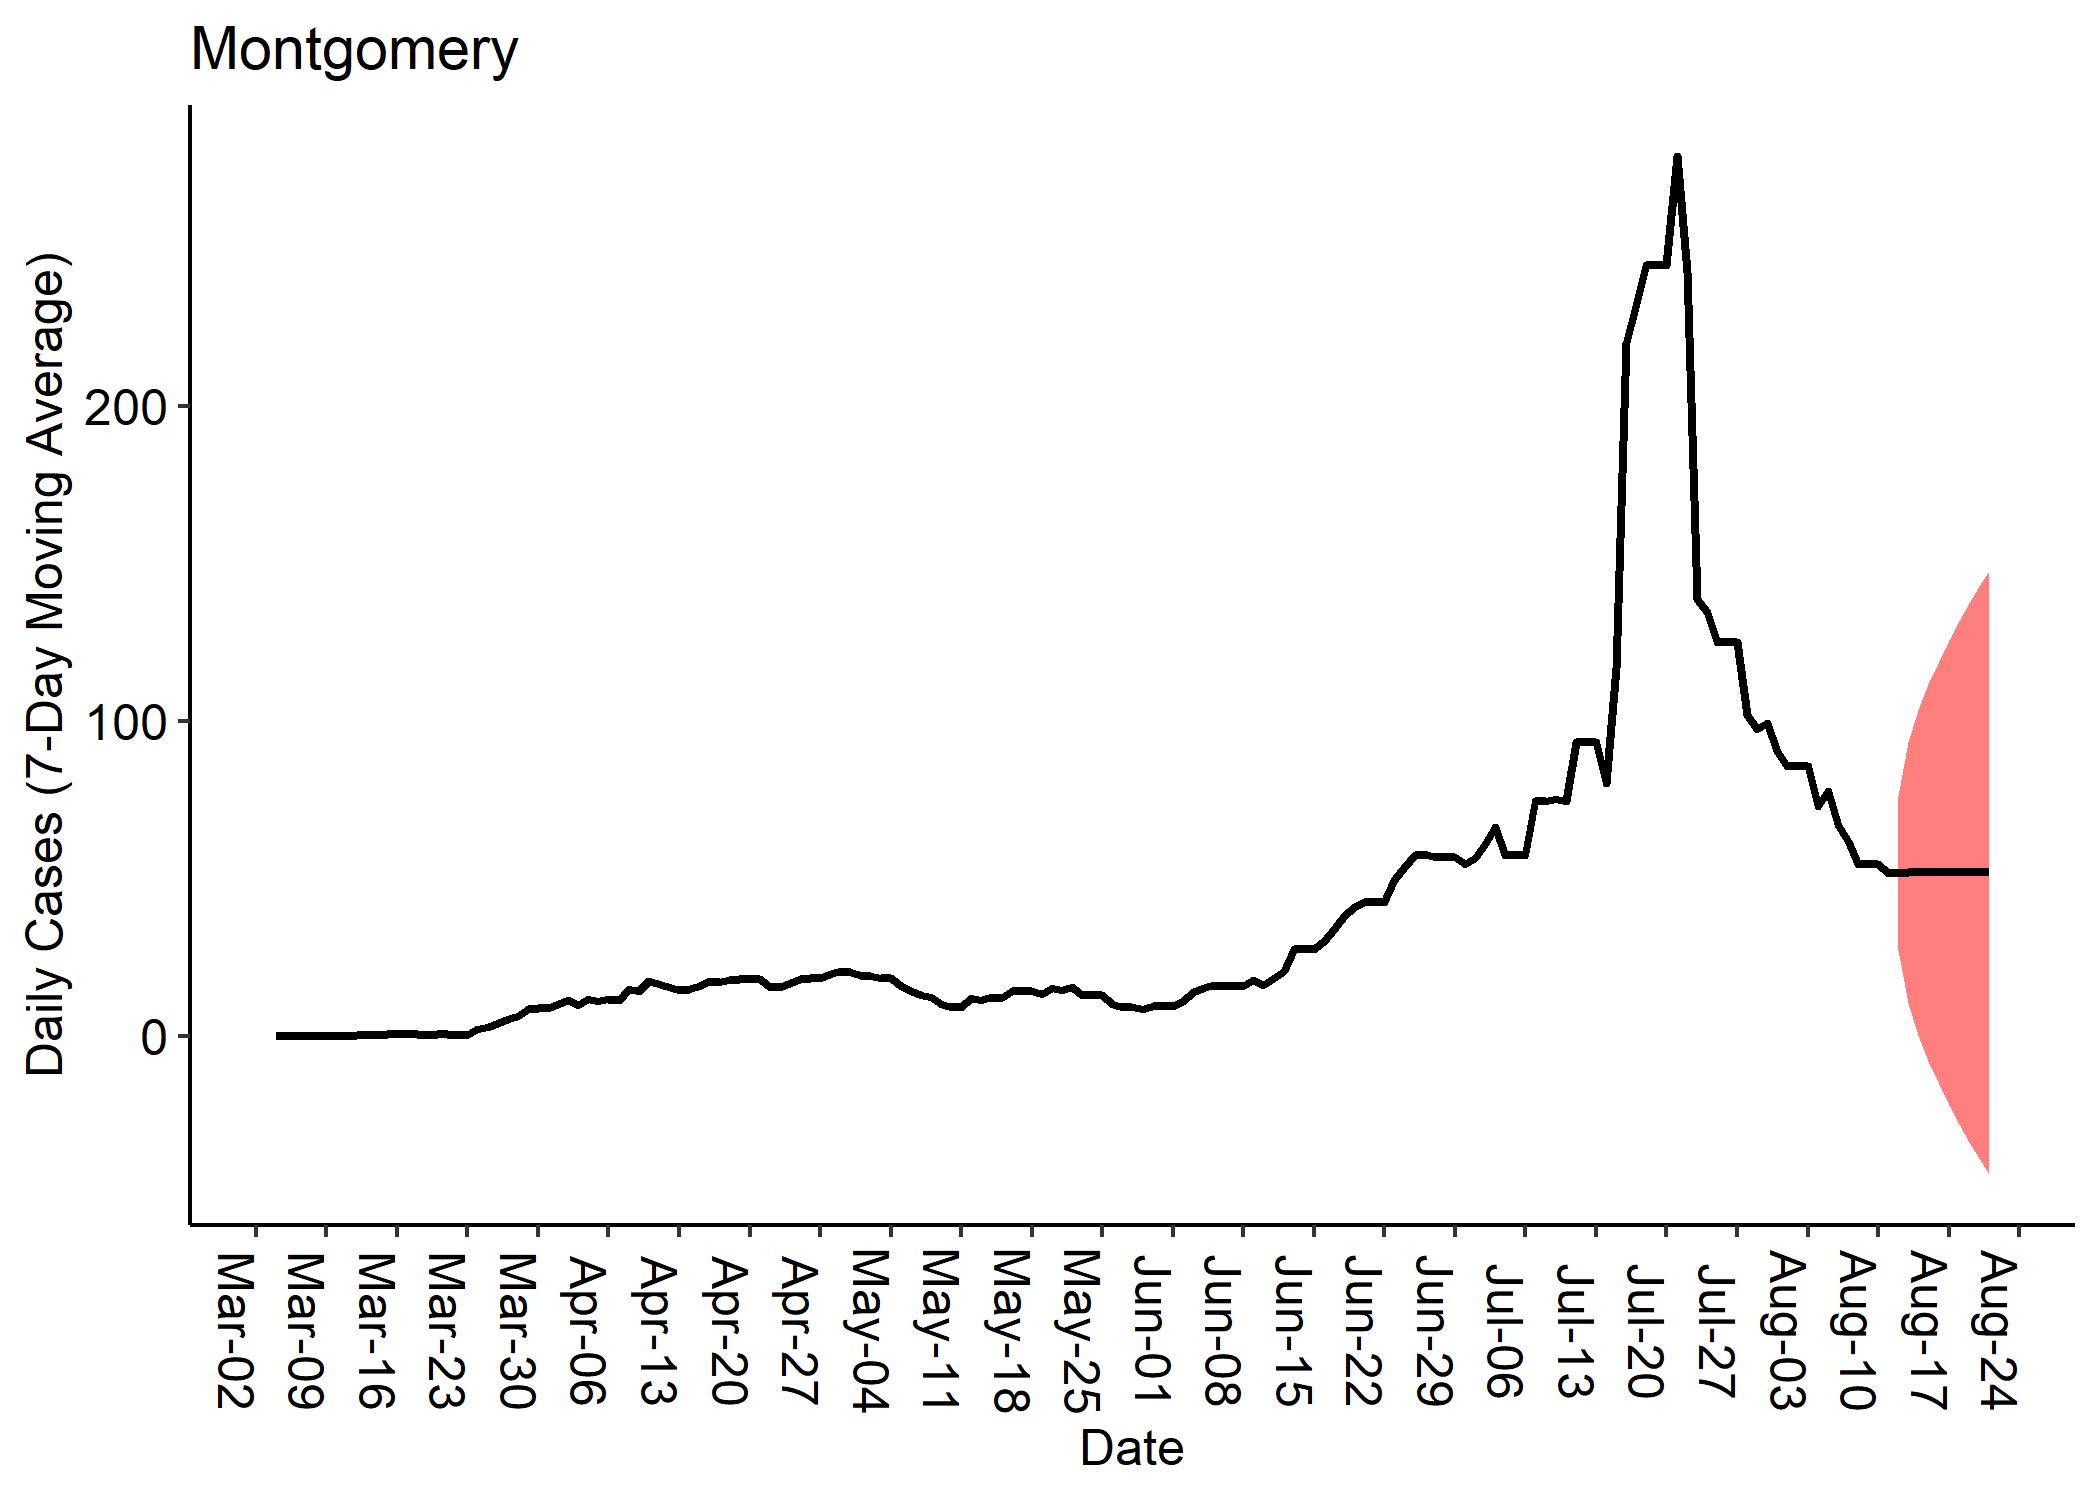 Montgomery
Daily Cases (7-Day Moving Average)
200
100
0
Mar-02
Mar-09
Mar-16
Mar-23
Mar-30
Apr-06
Apr-13
Apr-20
Apr-27
May-04
May-11
May-18
May-25
Jun-01
Jun-08
Jun-15
Jun-22
Jun-29
Jul-06
Jul-13
Jul-20
Jul-27
Aug-03
Aug-10
Aug-17
Aug-24
Date